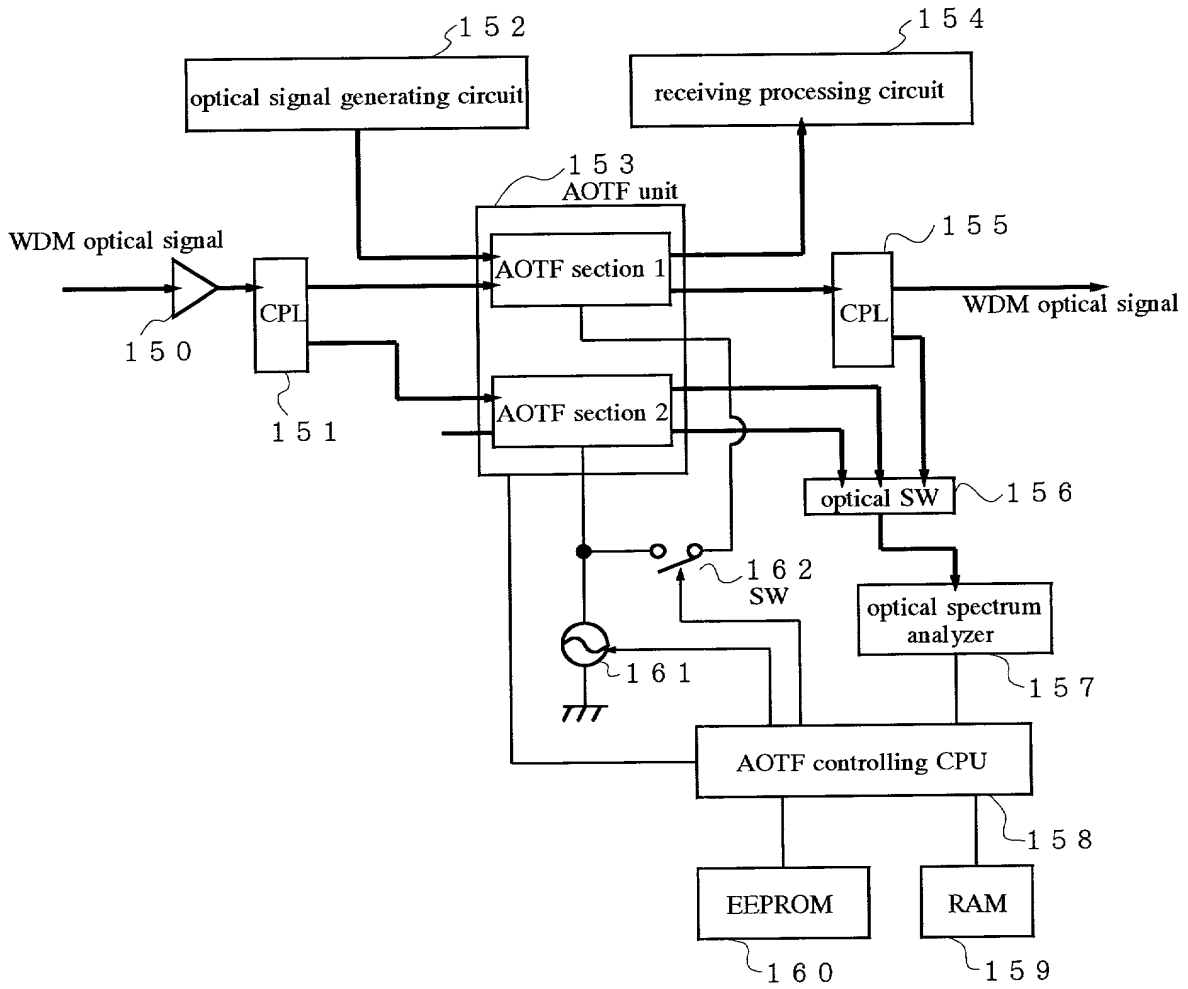 152
optical signal generating circuit
154
receiving processing circuit
153
AOTF unit
WDM optical signal
150
CPL
151
AOTF section 1
AOTF section 2
155
CPL
WDM optical signal
optical SW
156
162
SW
161
optical spectrum
analyzer
157
AOTF controlling CPU
158
EEPROM
160
RAM
159